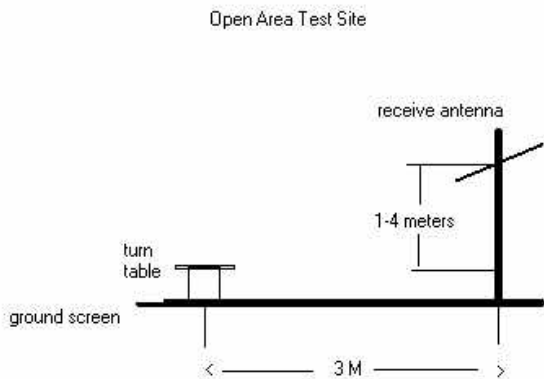 Open Area Test Site
receive antenna
1-4 meters
turn
table
ground screen
3 M